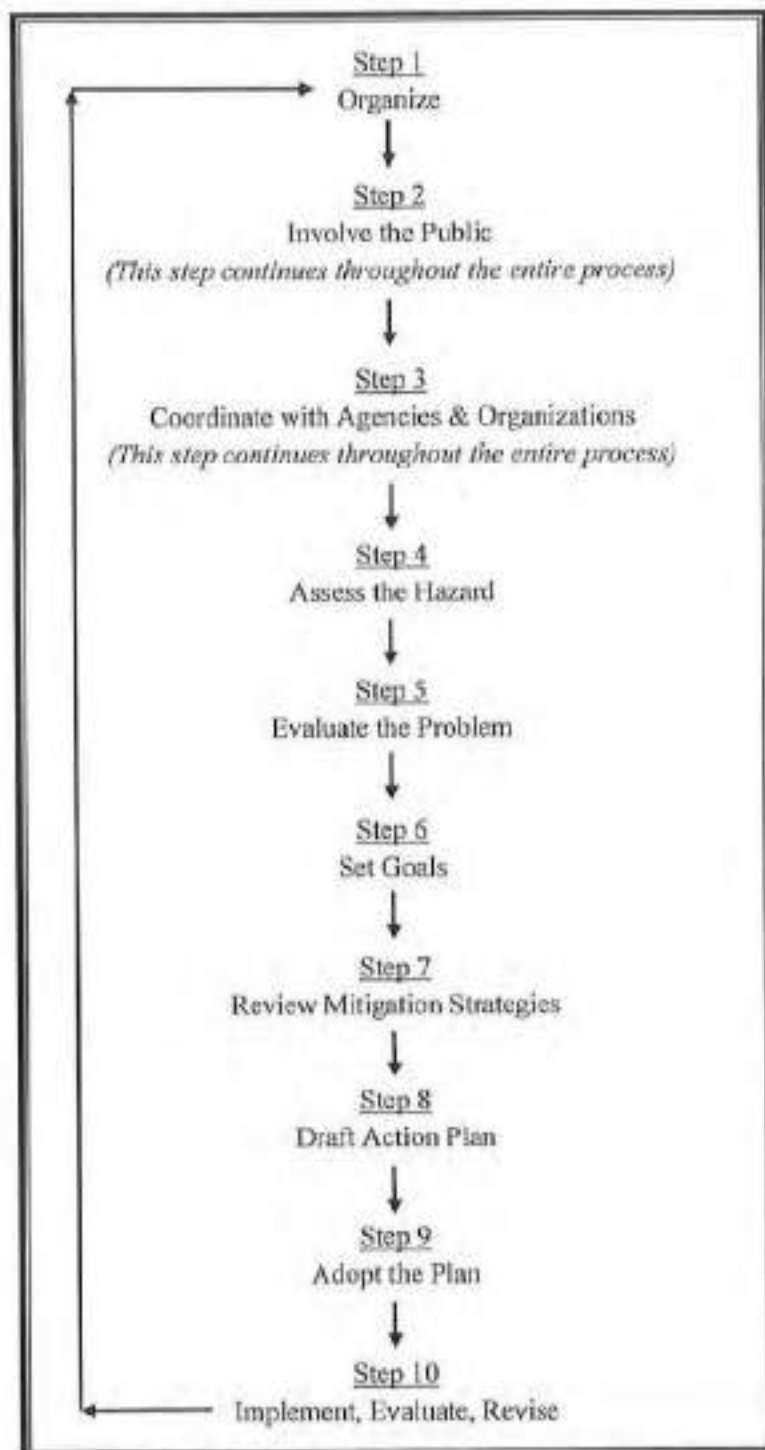 Step 1
Organize
Step 2
Involve the Public
(This step continues throughout the entire process)
Step 3
Coordinate with Agencies & Organizations
(This step continues throughout the entire process)
Step 4
Assess the Hazard
Step 5
Evaluate the Problem
Step 6
Set Goals
Step 7
Review Mitigation Strategies
Step 8
Draft Action Plan
Step 9
Adopt the Plan
Step 10
Implement, Evaluate, Revise